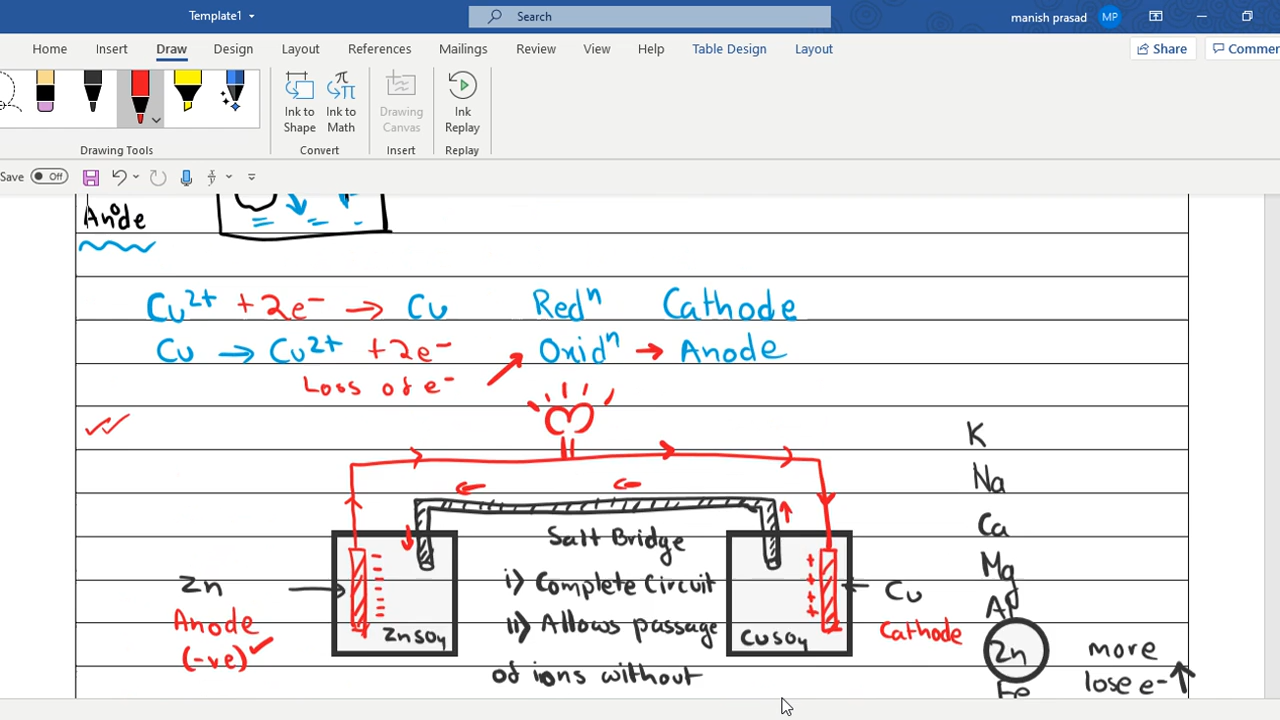 Template1
Search
manish prasad
MP
Home Insert Draw Design Layout References Mailings Review View Help Table Design Layout
Share
Ink to Shape
Ink to Math
Drawing Canvas
Ink Replay
Drawing Tools
Convert
Insert
Replay
Save Off
Anode
Cu²⁺ + 2e⁻ → Cu Redⁿ Cathode
Cu → Cu²⁺ + 2e⁻ Oxidⁿ → Anode
Loss of e⁻
K
Na
Ca
Mg
Al
Zn
Fe
more
lose e⁻ ↑
Salt Bridge
i) Complete Circuit
ii) Allows passage
of ions without
Zn
Anode
(-ve)
ZnSO₄
CuSO₄
Cu
Cathode